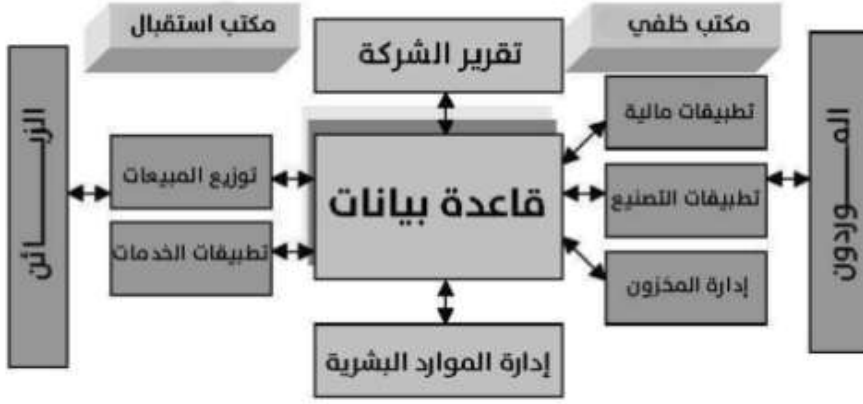 مكتب خلفي
مكتب استقبال
تقرير الشركة
المـــوردون
تطبيقات مالية
تطبيقات التصنيع
إدارة المخزون
قاعدة بيانات
توزيع المبيعات
تطبيقات الخدمات
الزبـــــائن
إدارة الموارد البشرية